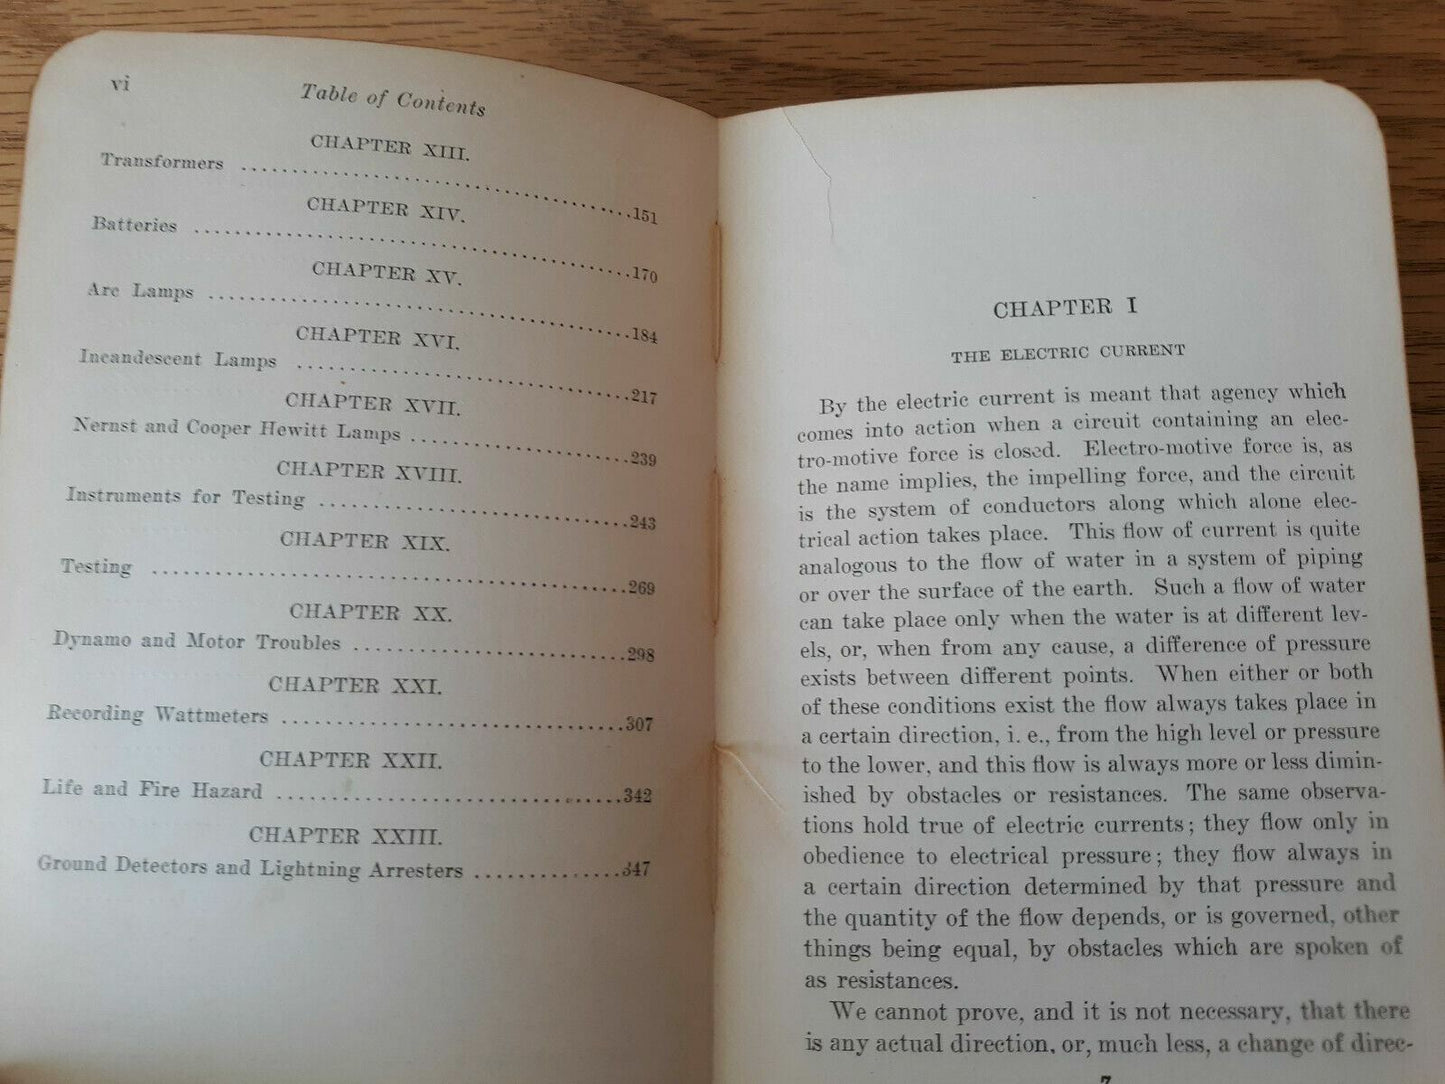 vi
Table of Contents
CHAPTER XIII.
Transformers ........................................151
CHAPTER XIV.
Batteries ........................................170
CHAPTER XV.
Arc Lamps ........................................184
CHAPTER XVI.
Incandescent Lamps ................................217
CHAPTER XVII.
Nernst and Cooper Hewitt Lamps .....................239
CHAPTER XVIII.
Instruments for Testing .............................243
CHAPTER XIX.
Testing ........................................269
CHAPTER XX.
Dynamo and Motor Troubles ..........................298
CHAPTER XXI.
Recording Wattmeters ...............................307
CHAPTER XXII.
Life and Fire Hazard ...............................342
CHAPTER XXIII.
Ground Detectors and Lightning Arresters ..............347
CHAPTER I
THE ELECTRIC CURRENT
By the electric current is meant that agency which
comes into action when a circuit containing an elec-
tro-motive force is closed. Electro-motive force is, as
the name implies, the impelling force, and the circuit
is the system of conductors along which alone elec-
trical action takes place. This flow of current is quite
analogous to the flow of water in a system of piping
or over the surface of the earth. Such a flow of water
can take place only when the water is at different lev-
els, or, when from any cause, a difference of pressure
exists between different points. When either or both
of these conditions exist the flow always takes place in
a certain direction, i. e., from the high level or pressure
to the lower, and this flow is always more or less dimin-
ished by obstacles or resistances. The same observa-
tions hold true of electric currents; they flow only in
obedience to electrical pressure; they flow always in
a certain direction determined by that pressure and
the quantity of the flow depends, or is governed, other
things being equal, by obstacles which are spoken of
as resistances.
We cannot prove, and it is not necessary, that there
is any actual direction, or, much less, a change of direc-
7